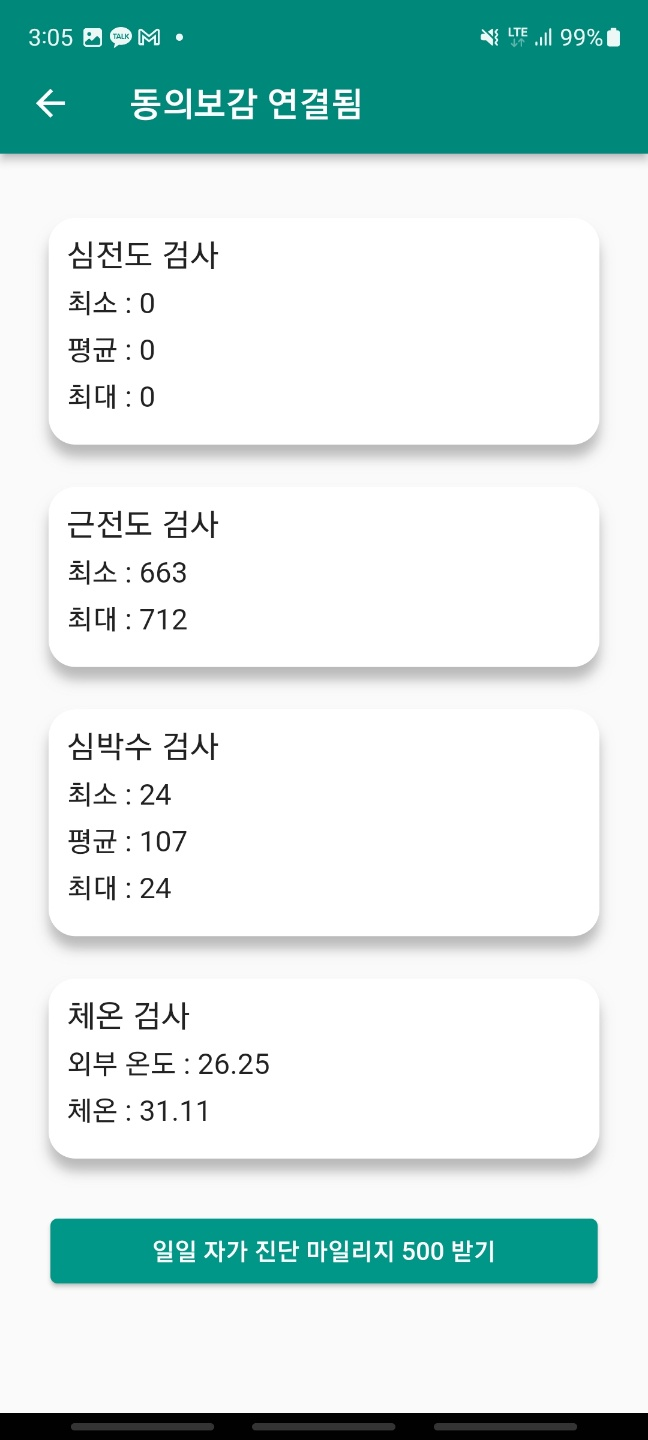 3:05 TALK LTE 99%
동의보감 연결됨
심전도 검사
최소 : 0
평균 : 0
최대 : 0
근전도 검사
최소 : 663
최대 : 712
심박수 검사
최소 : 24
평균 : 107
최대 : 24
체온 검사
외부 온도 : 26.25
체온 : 31.11
일일 자가 진단 마일리지 500 받기